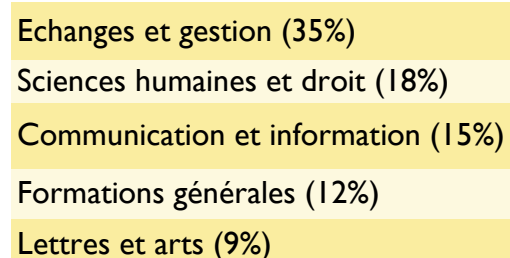 Echanges et gestion (35%)
Sciences humaines et droit (18%)
Communication et information (15%)
Formations générales (12%)
Lettres et arts (9%)